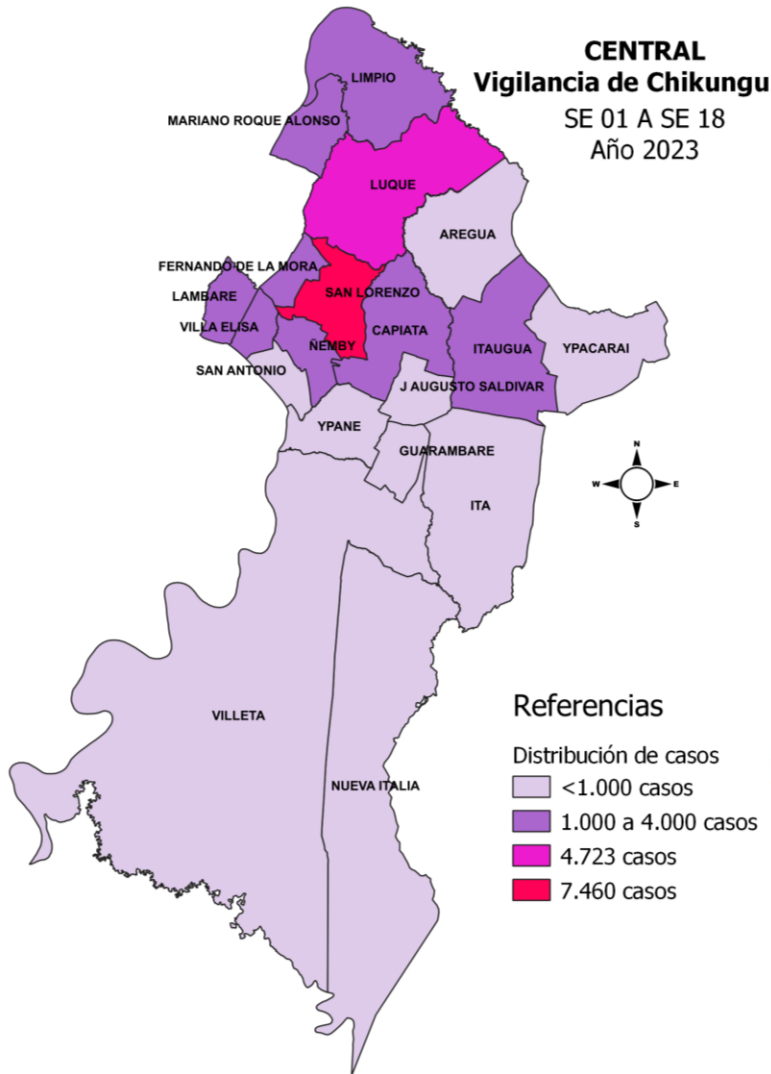 CENTRAL
Vigilancia de Chikungu
SE 01 A SE 18
Año 2023
LIMPIO
MARIANO ROQUE ALONSO
LUQUE
AREGUA
FERNANDO DE LA MORA
LAMBARE
SAN LORENZO
VILLA ELISA
CAPIATA
ÑEMBY
ITAUGUA
YPACARAI
SAN ANTONIO
J AUGUSTO SALDIVAR
YPANE
GUARAMBARE
ITA
N
W
E
S
VILLETA
NUEVA ITALIA
Referencias
Distribución de casos
<1.000 casos
1.000 a 4.000 casos
4.723 casos
7.460 casos